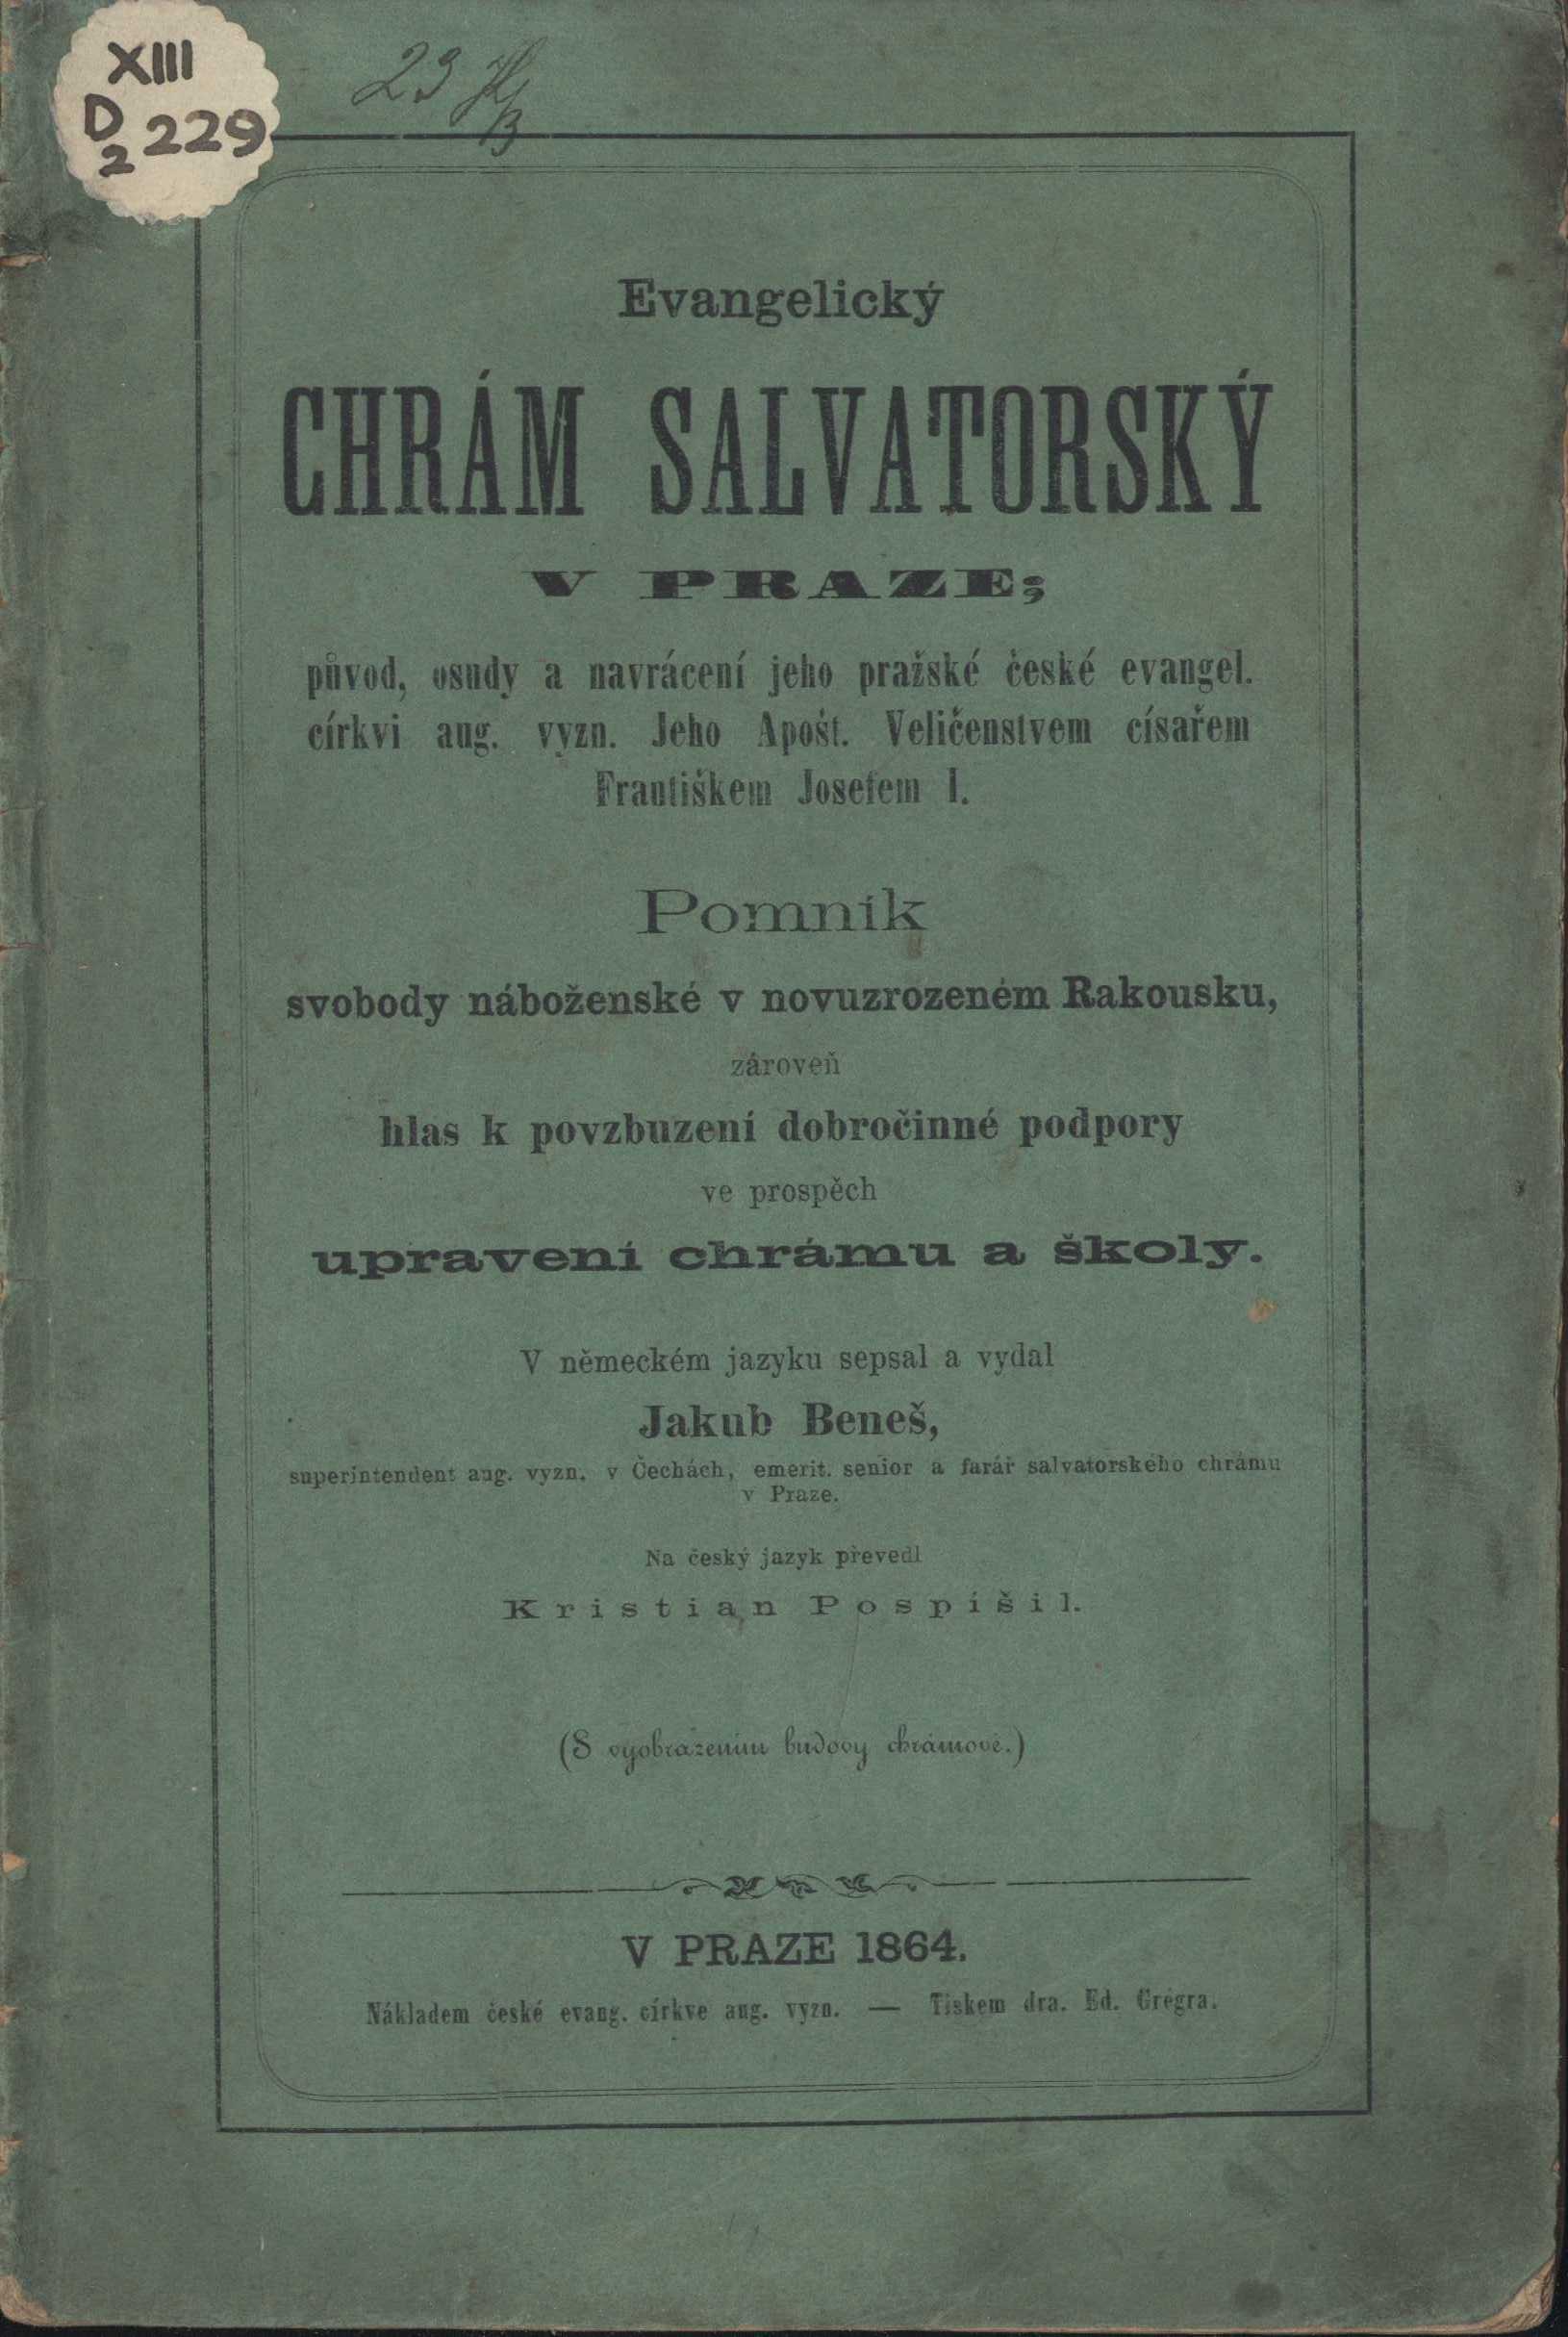 XIII
D 229
2
23
Evangelický
CHRÁM SALVATORSKÝ
V PRAZE;
původ, osudy a navrácení jeho pražské české evangel.
církvi aug. vyzn. Jeho Apošt. Veličenstvem císařem
Františkem Josefem I.
Pomník
svobody náboženské v novuzrozeném Rakousku,
zároveň
hlas k povzbuzení dobročinné podpory
ve prospěch
upravení chrámu a školy.
V německém jazyku sepsal a vydal
Jakub Beneš,
superintendent aug. vyzn. v Čechách, emerit. senior a farář salvatorského chrámu
v Praze.
Na český jazyk převedl
Kristian Pospíšil.
(S vyobrazením budovy chrámové.)
V PRAZE 1864.
Nákladem české evang. církve aug. vyzn. — Tiskem dra. Ed. Grégra.